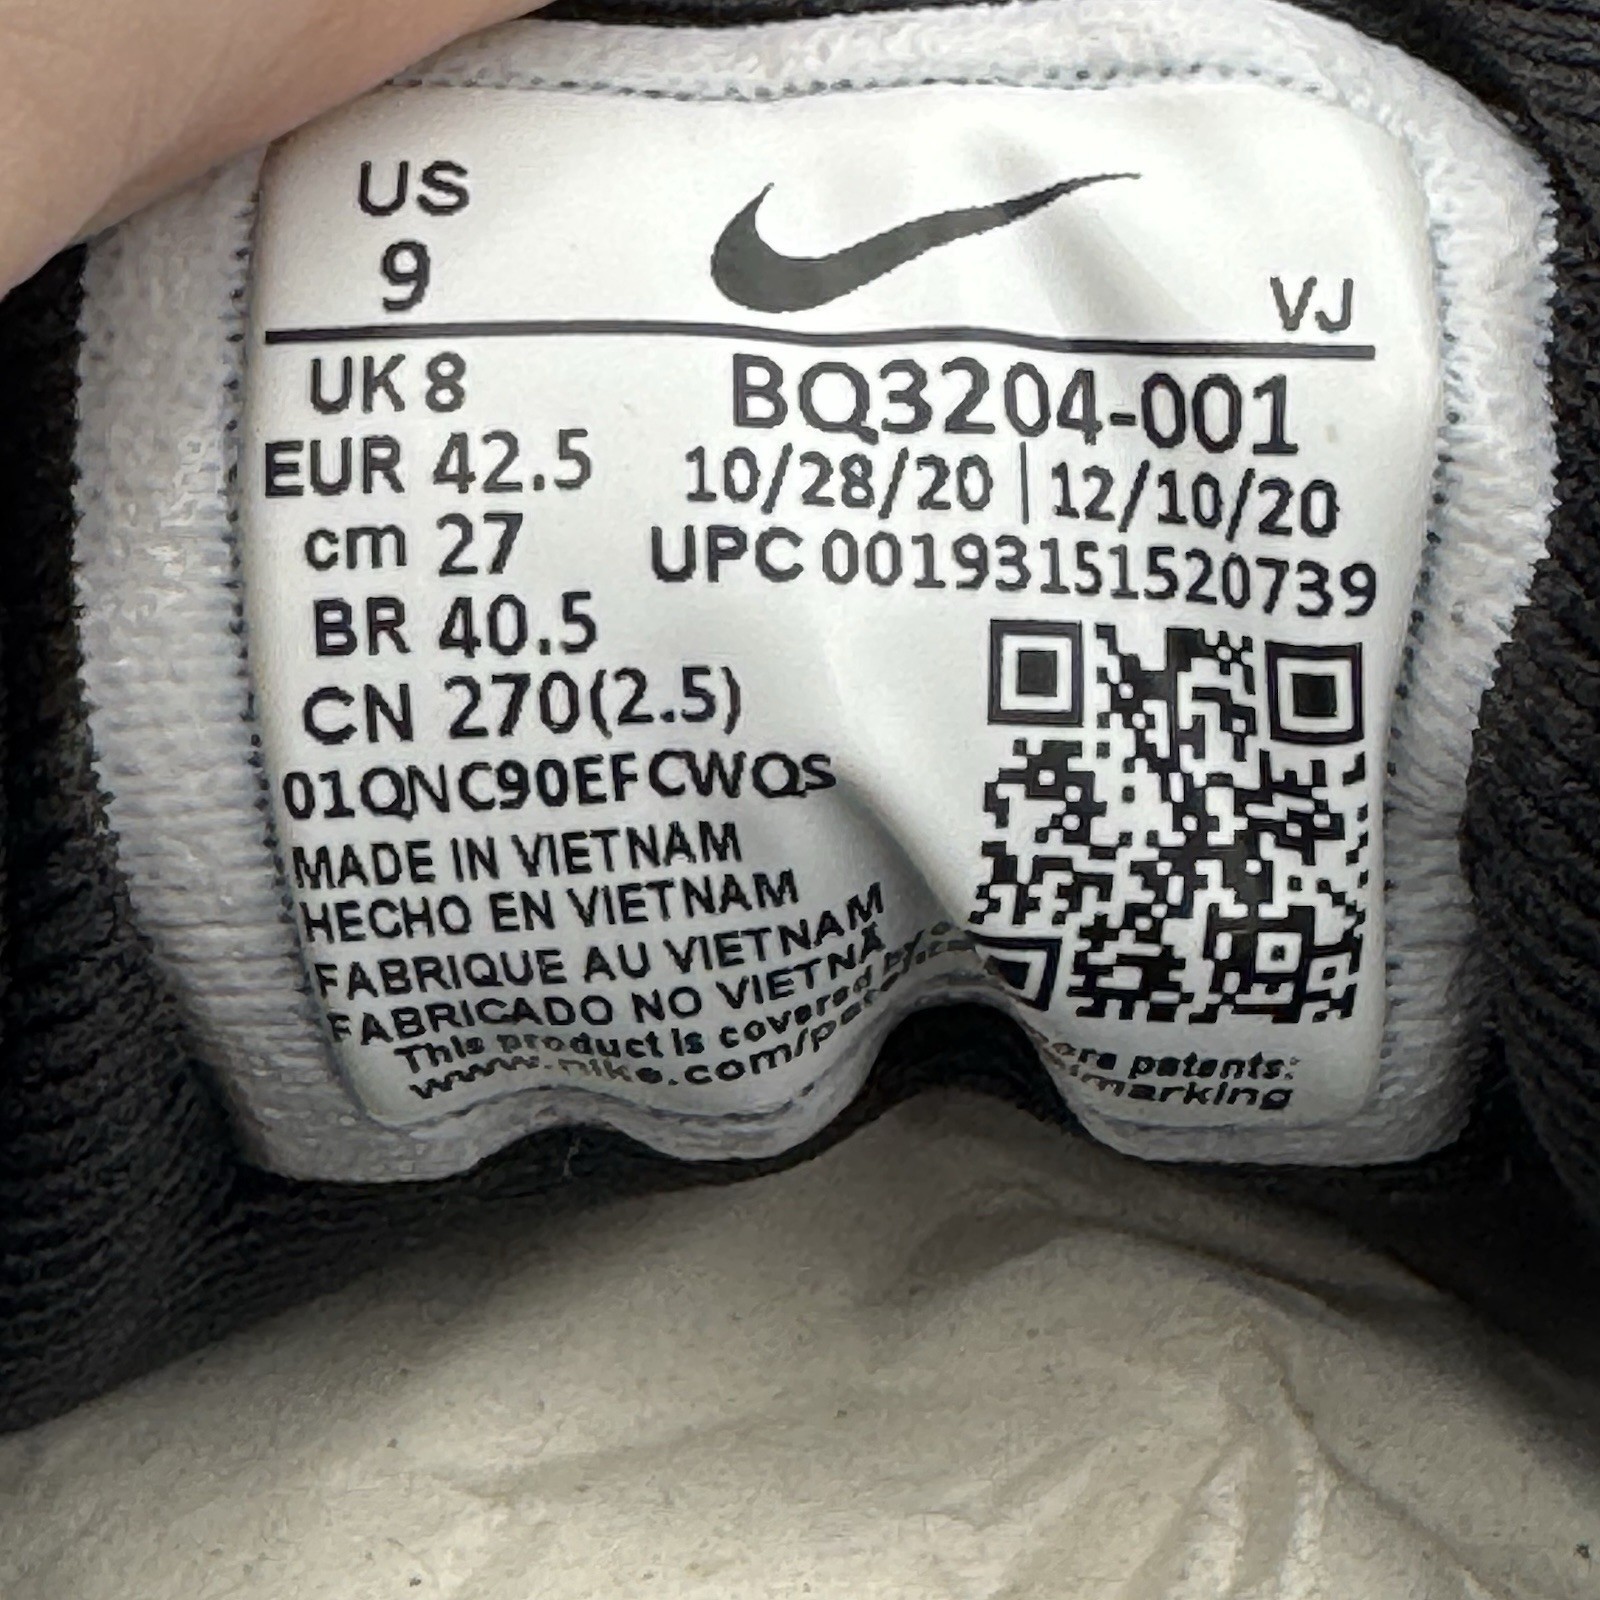 US
9
VJ
UK 8
EUR 42.5
cm 27
BR 40.5
CN 270(2.5)
BQ3204-001
10/28/20 | 12/10/20
UPC 00193151520739
01QNC90EFCWQS
MADE IN VIETNAM
HECHO EN VIETNAM
FABRIQUE AU VIETNAM
FABRICADO NO VIETNÃ
This product is covered patents:
www.nike.com/